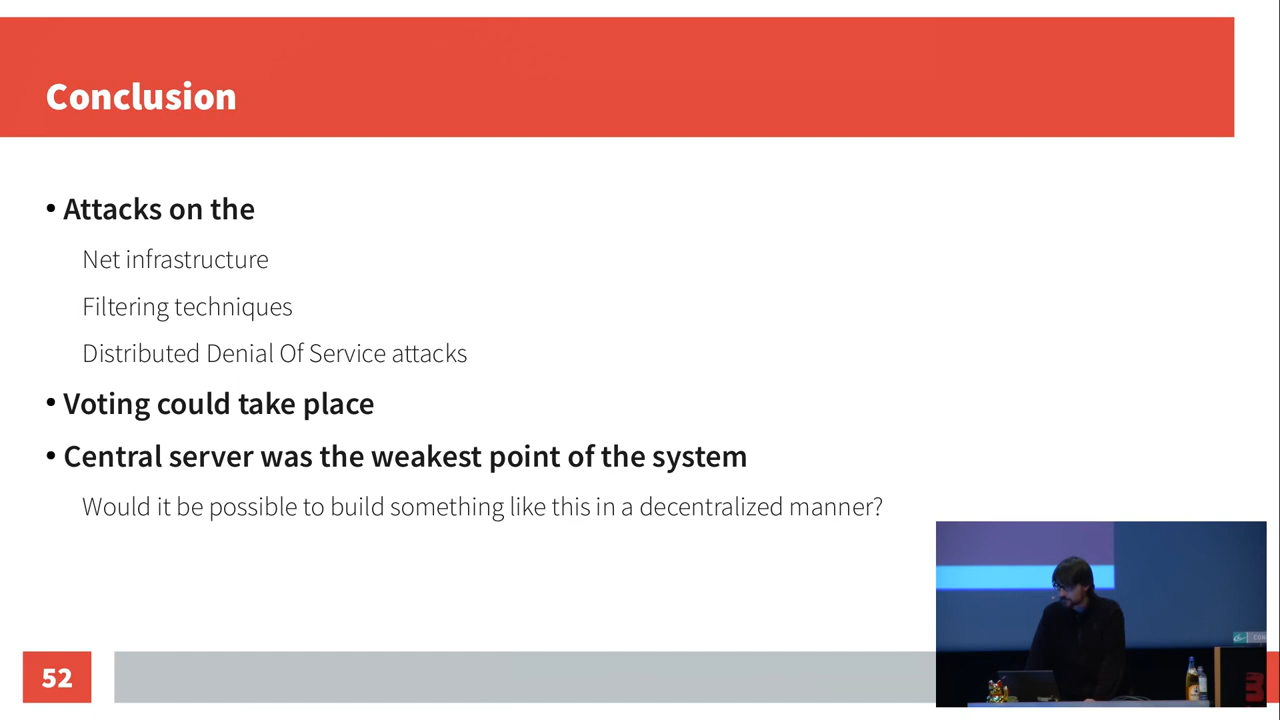 Conclusion
• Attacks on the
Net infrastructure
Filtering techniques
Distributed Denial Of Service attacks
• Voting could take place
• Central server was the weakest point of the system
Would it be possible to build something like this in a decentralized manner?
52